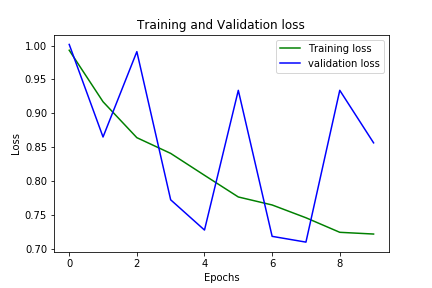 Training and Validation loss
Training loss
validation loss
1.00
0.95
0.90
0.85
0.80
0.75
0.70
Loss
0 2 4 6 8
Epochs